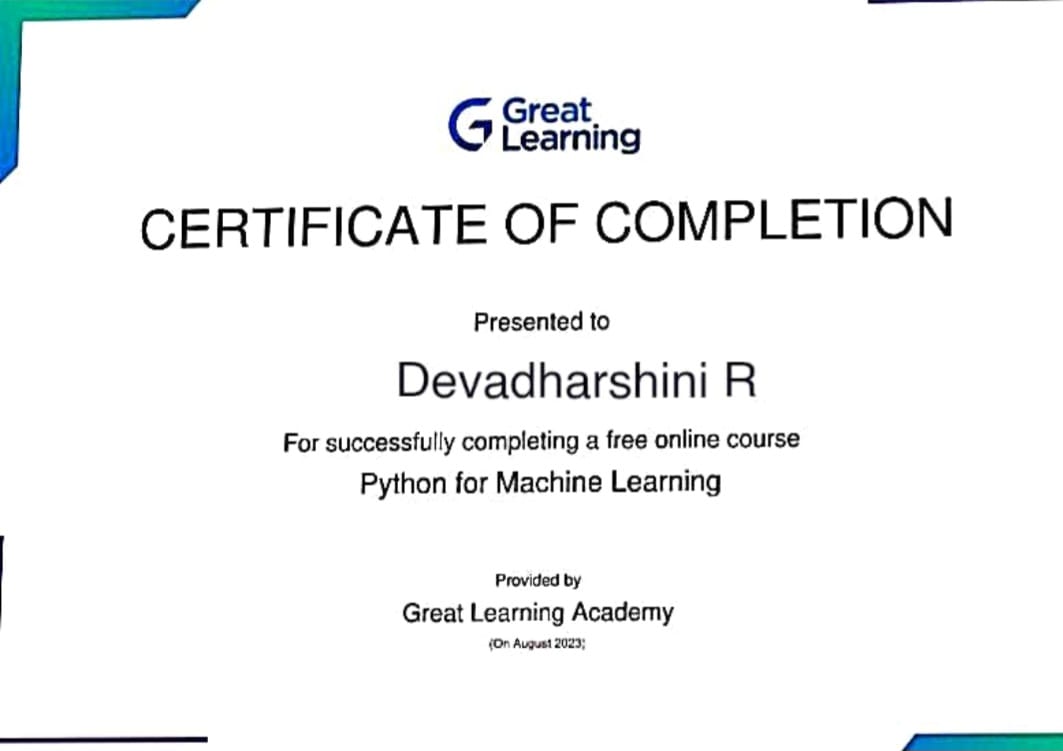 Great
Learning
CERTIFICATE OF COMPLETION
Presented to
Devadharshini R
For successfully completing a free online course
Python for Machine Learning
Provided by
Great Learning Academy
(On August 2023)